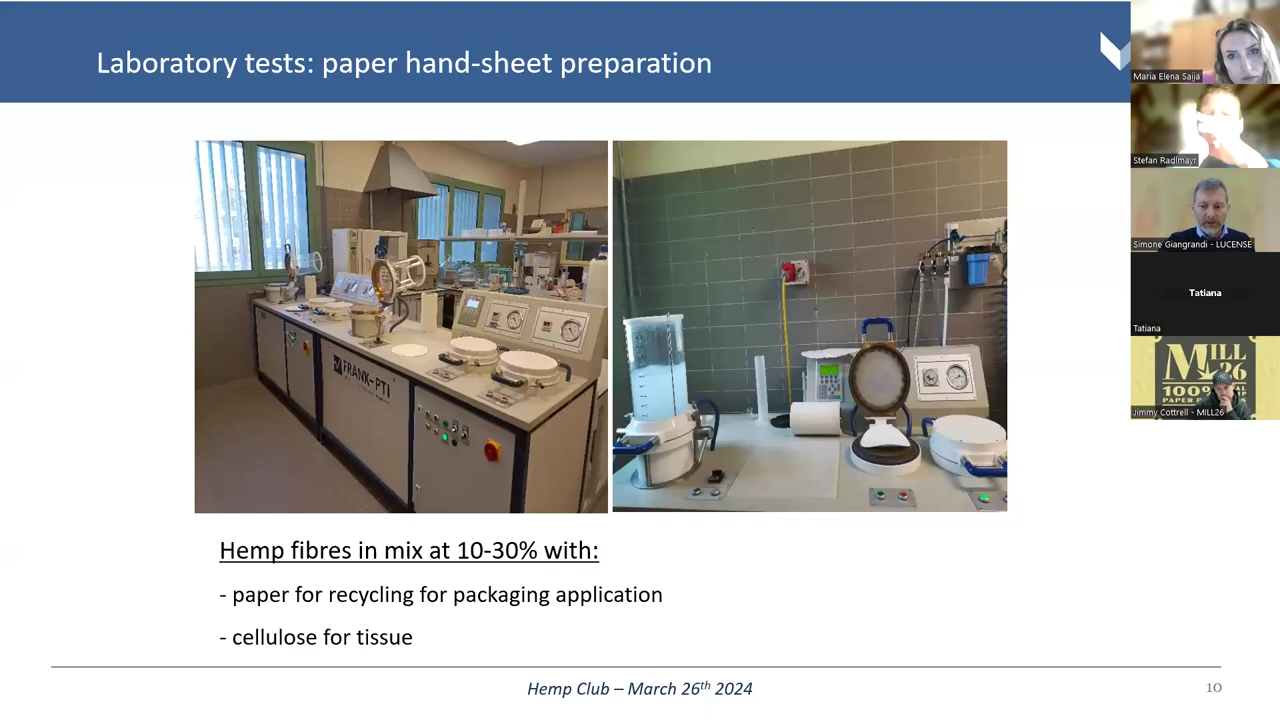 Laboratory tests: paper hand-sheet preparation
Maria Elena Saija
Stefan Radlmayr
Simone Giangrandi - LUCENSE
Tatiana
Tatiana
MILL
26
100%
PAPER
Jimmy Cottrell - MILL26
FRANK-PTI
Hemp fibres in mix at 10-30% with:
- paper for recycling for packaging application
- cellulose for tissue
Hemp Club – March 26th 2024
10